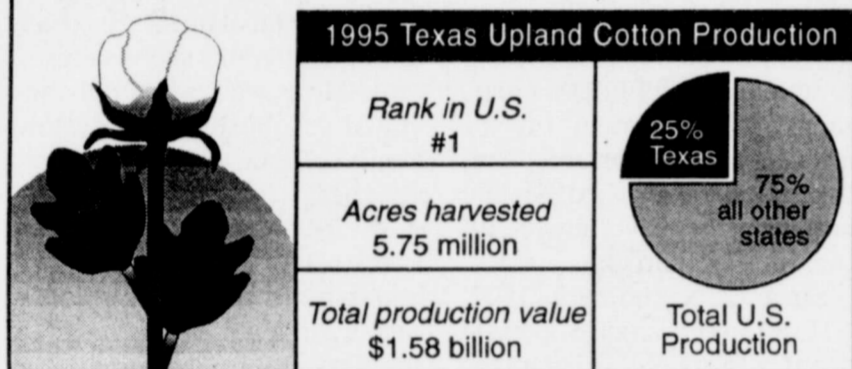 1995 Texas Upland Cotton Production
Rank in U.S.
#1
Acres harvested
5.75 million
Total production value
$1.58 billion
25%
Texas
75%
all other
states
Total U.S.
Production